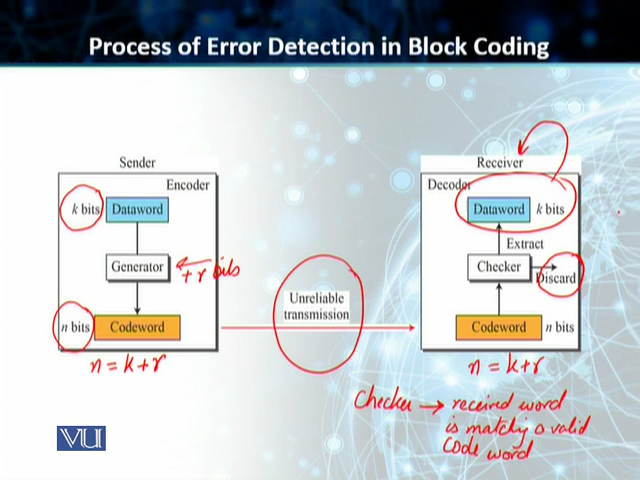 Process of Error Detection in Block Coding
Sender
Receiver
Encoder
Decoder
k bits
Dataword
Dataword
k bits
Extract
Generator
+ r bits
Checker
Discard
Unreliable
transmission
n bits
Codeword
Codeword
n bits
n = k+r
n = k+r
Checker → received word
is matching a valid
code word
VU